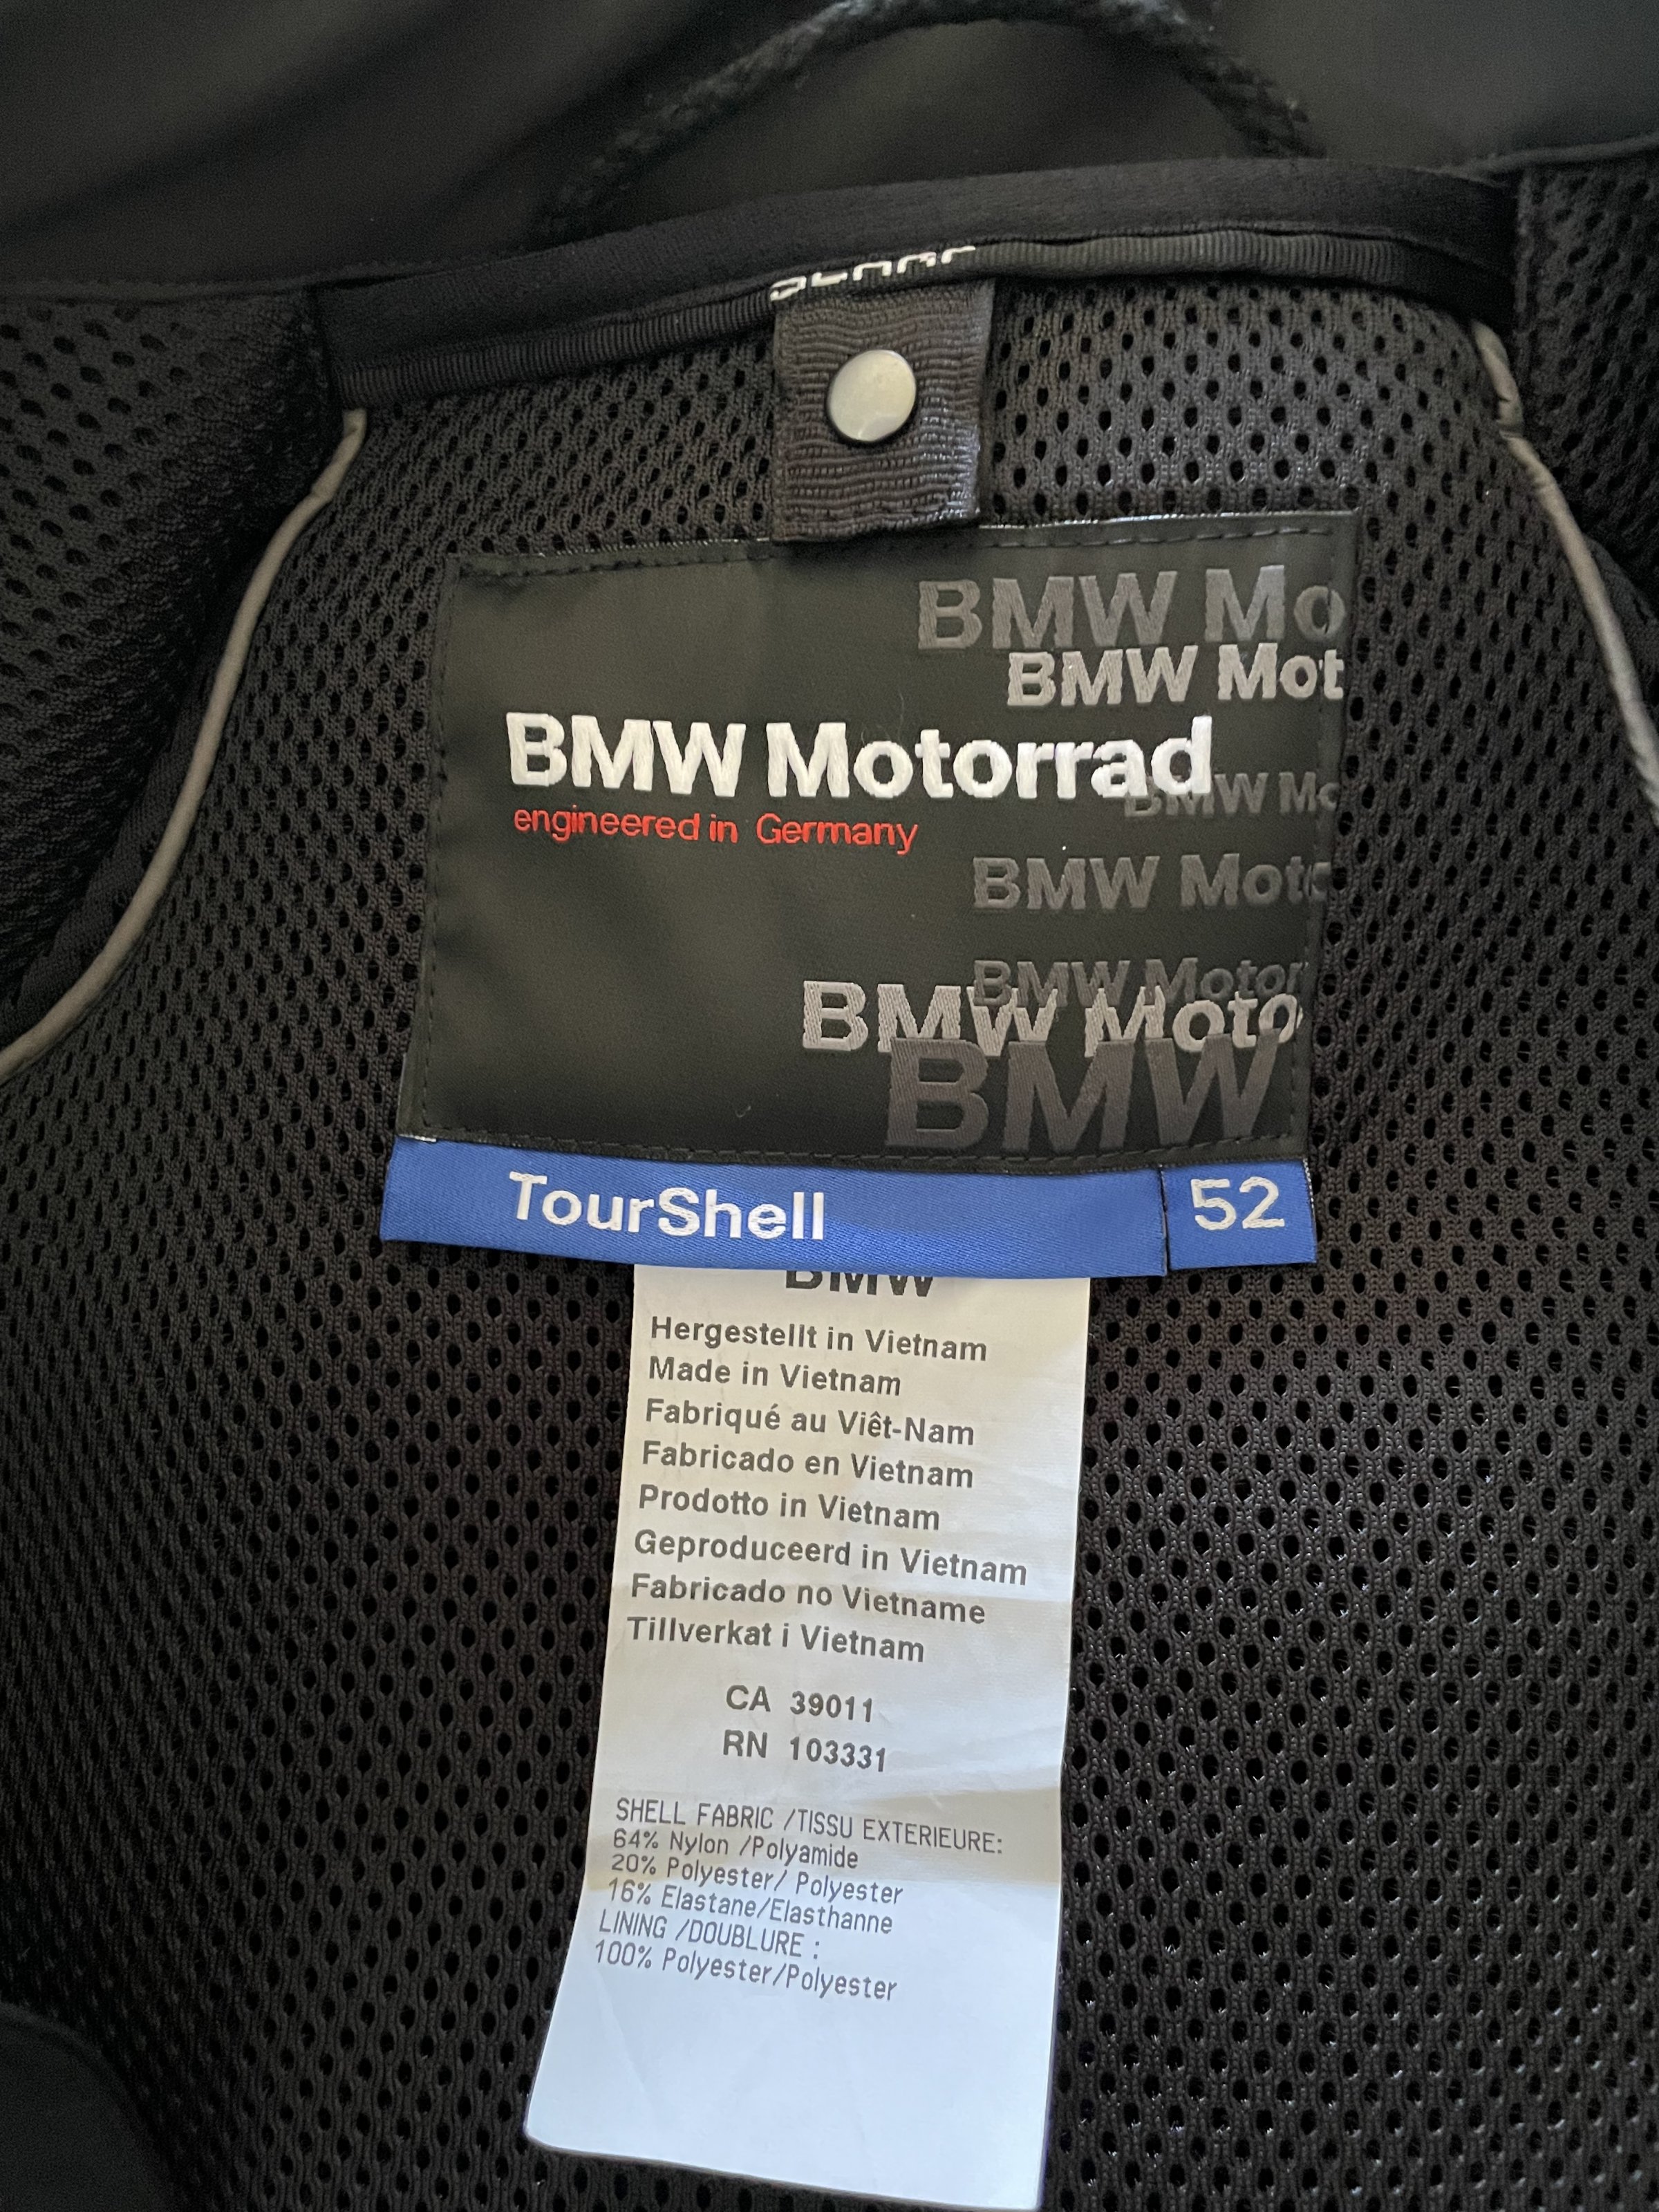 BMW Mo
BMW Mot
BMW Motorrad
BMW Mo
engineered in Germany
BMW Moto
BMW Motor
BMW Moto
BMW
TourShell 52
BMW
Hergestellt in Vietnam
Made in Vietnam
Fabriqué au Viêt-Nam
Fabricado en Vietnam
Prodotto in Vietnam
Geproduceerd in Vietnam
Fabricado no Vietname
Tillverkat i Vietnam
CA 39011
RN 103331
SHELL FABRIC /TISSU EXTERIEURE:
64% Nylon /Polyamide
20% Polyester/ Polyester
16% Elastane/Elasthanne
LINING /DOUBLURE :
100% Polyester/Polyester